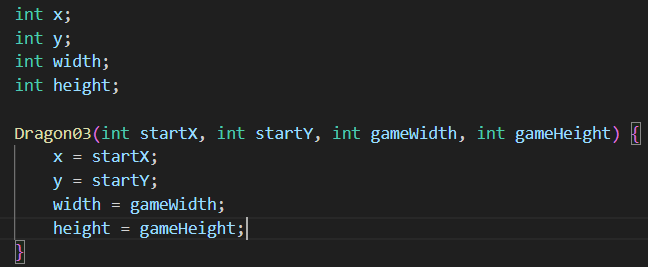 int x;
int y;
int width;
int height;

Dragon03(int startX, int startY, int gameWidth, int gameHeight) {
    x = startX;
    y = startY;
    width = gameWidth;
    height = gameHeight;
}